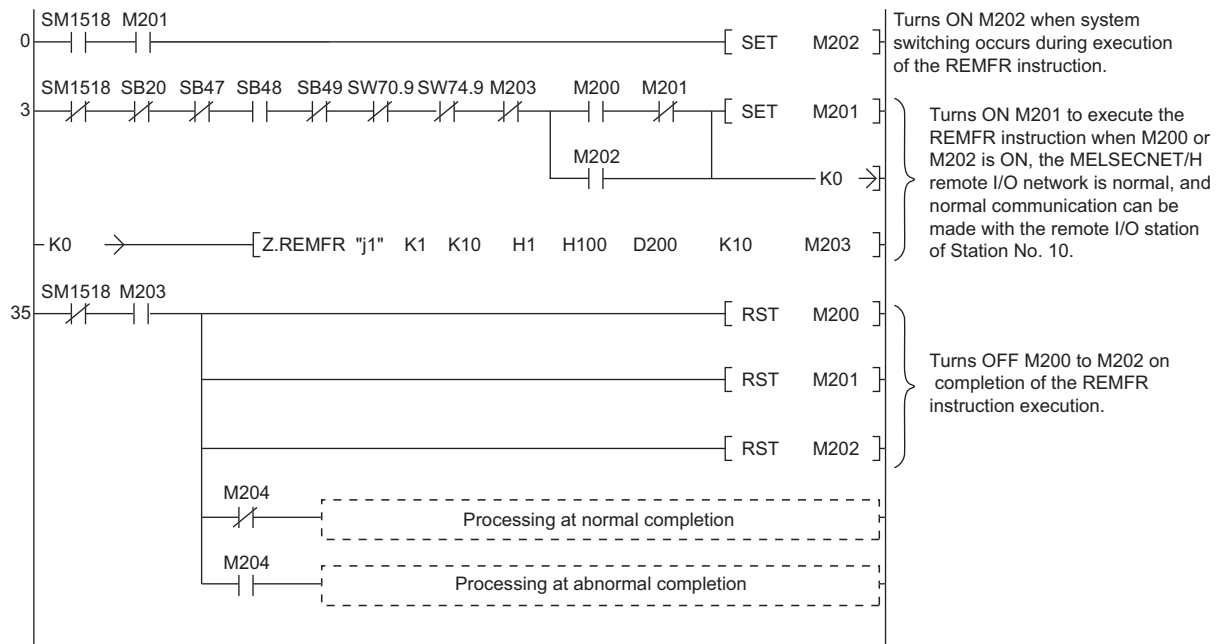 SM1518 M201
0 SET M202
Turns ON M202 when system
switching occurs during execution
of the REMFR instruction.
SM1518 SB20 SB47 SB48 SB49 SW70.9 SW74.9 M203 M200 M201
3 SET M201
M202
K0
Turns ON M201 to execute the
REMFR instruction when M200 or
M202 is ON, the MELSECNET/H
remote I/O network is normal, and
normal communication can be
made with the remote I/O station
of Station No. 10.
K0 Z.REMFR "j1" K1 K10 H1 H100 D200 K10 M203
SM1518 M203
35 RST M200
RST M201
RST M202
Turns OFF M200 to M202 on
completion of the REMFR
instruction execution.
M204
Processing at normal completion
M204
Processing at abnormal completion